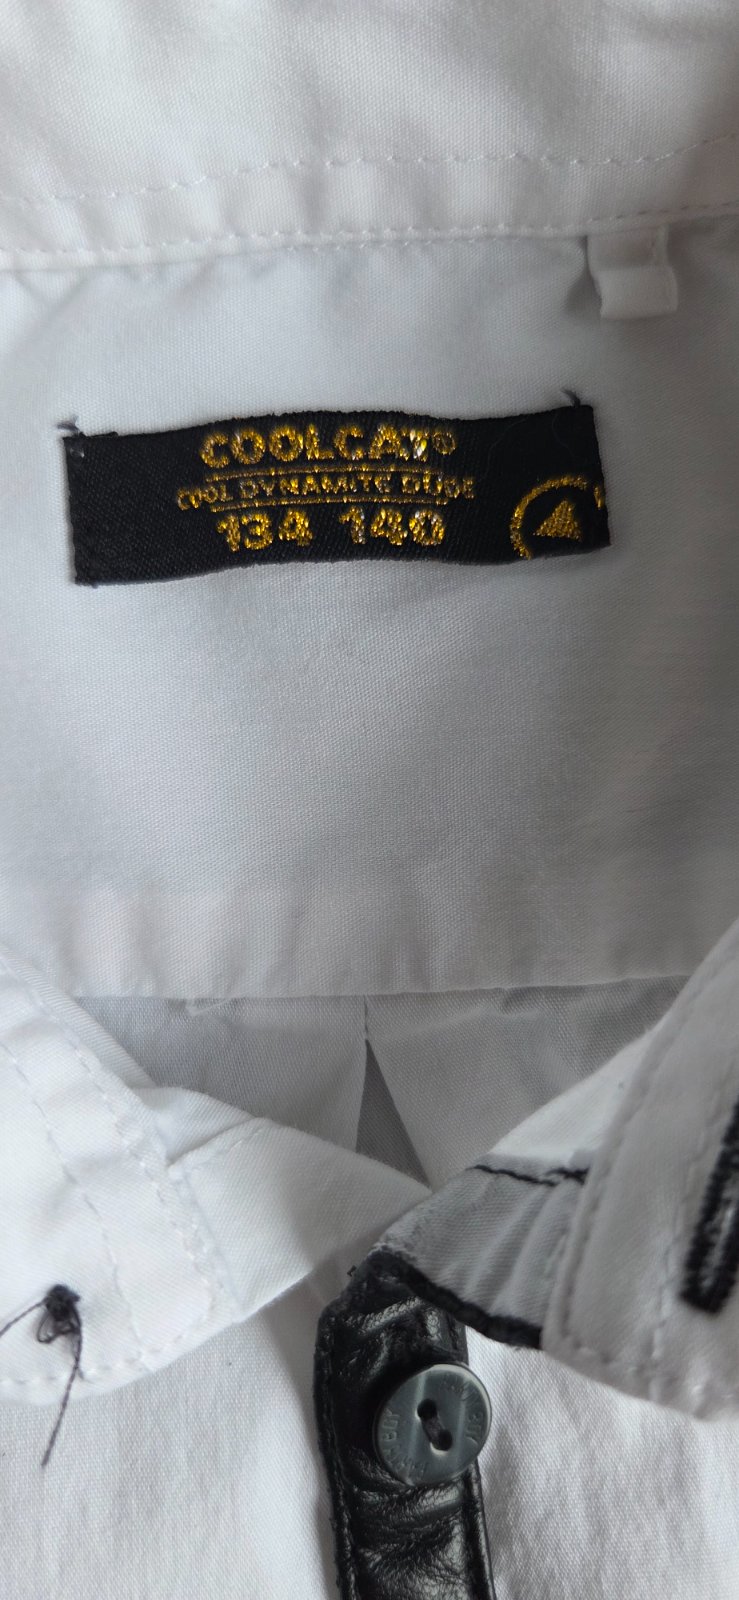 COOLCAT®
COOL DYNAMITE DUDE
134 140